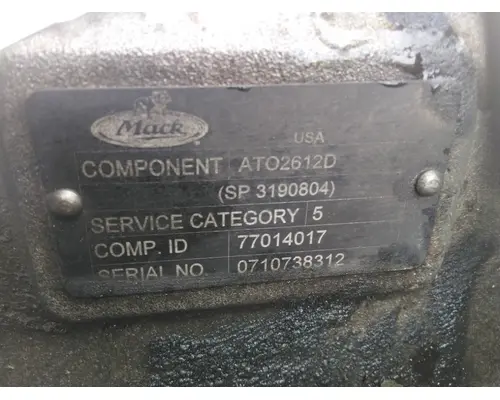 Mack
USA
COMPONENT ATO2612D
(SP 3190804)
SERVICE CATEGORY 5
COMP. ID 77014017
SERIAL NO. 0710738312